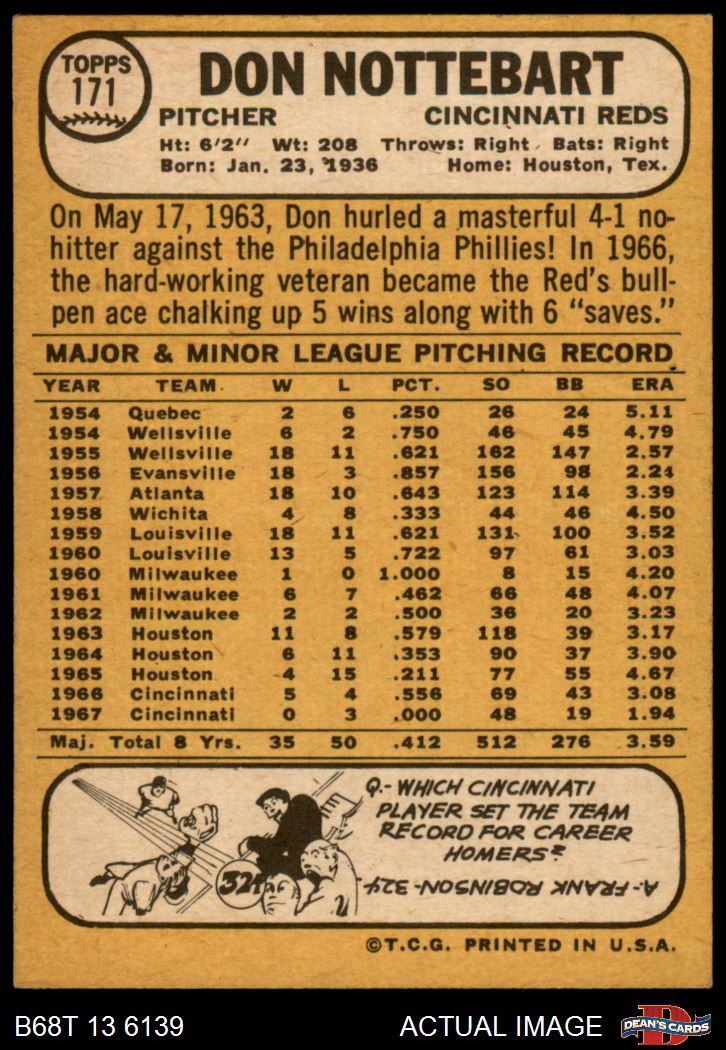 TOPPS
171
DON NOTTEBART
PITCHER CINCINNATI REDS
Ht: 6'2" Wt: 208 Throws: Right Bats: Right
Born: Jan. 23, 1936 Home: Houston, Tex.
On May 17, 1963, Don hurled a masterful 4-1 no-
hitter against the Philadelphia Phillies! In 1966,
the hard-working veteran became the Red's bull-
pen ace chalking up 5 wins along with 6 "saves."
MAJOR & MINOR LEAGUE PITCHING RECORD
YEAR TEAM W L PCT. SO BB ERA
1954 Quebec 2 6 .250 26 24 5.11
1954 Wellsville 6 2 .750 46 45 4.79
1955 Wellsville 18 11 .621 162 147 2.57
1956 Evansville 18 3 .857 156 98 2.24
1957 Atlanta 18 10 .643 123 114 3.39
1958 Wichita 4 8 .333 44 46 4.50
1959 Louisville 18 11 .621 131 100 3.52
1960 Louisville 13 5 .722 97 61 3.03
1960 Milwaukee 1 0 1.000 8 15 4.20
1961 Milwaukee 6 7 .462 66 48 4.07
1962 Milwaukee 2 2 .500 36 20 3.23
1963 Houston 11 8 .579 118 39 3.17
1964 Houston 6 11 .353 90 37 3.90
1965 Houston 4 15 .211 77 55 4.67
1966 Cincinnati 5 4 .556 69 43 3.08
1967 Cincinnati 0 3 .000 48 19 1.94
Maj. Total 8 Yrs. 35 50 .412 512 276 3.59
Q.- WHICH CINCINNATI
PLAYER SET THE TEAM
RECORD FOR CAREER
HOMERS?
324
A.- FRANK ROBINSON - 324
©T.C.G. PRINTED IN U.S.A.
B68T 13 6139 ACTUAL IMAGE
D
DEAN'S CARDS